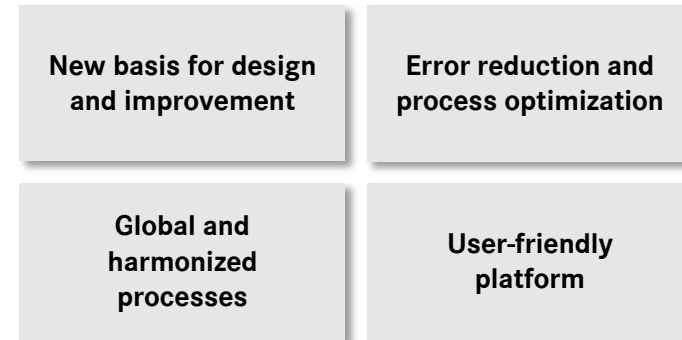 New basis for design
and improvement
Error reduction and
process optimization
Global and
harmonized
processes
User-friendly
platform